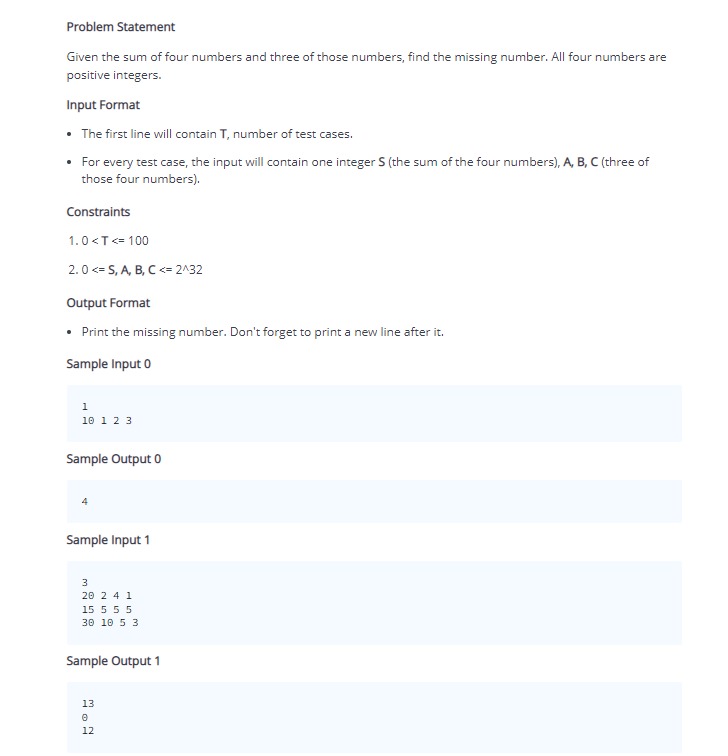 Problem Statement
Given the sum of four numbers and three of those numbers, find the missing number. All four numbers are
positive integers.
Input Format
• The first line will contain T, number of test cases.
• For every test case, the input will contain one integer S (the sum of the four numbers), A, B, C (three of
those four numbers).
Constraints
1. 0 < T <= 100
2. 0 <= S, A, B, C <= 2^32
Output Format
• Print the missing number. Don't forget to print a new line after it.
Sample Input 0
1
10 1 2 3
Sample Output 0
4
Sample Input 1
3
20 2 4 1
15 5 5 5
30 10 5 3
Sample Output 1
13
0
12